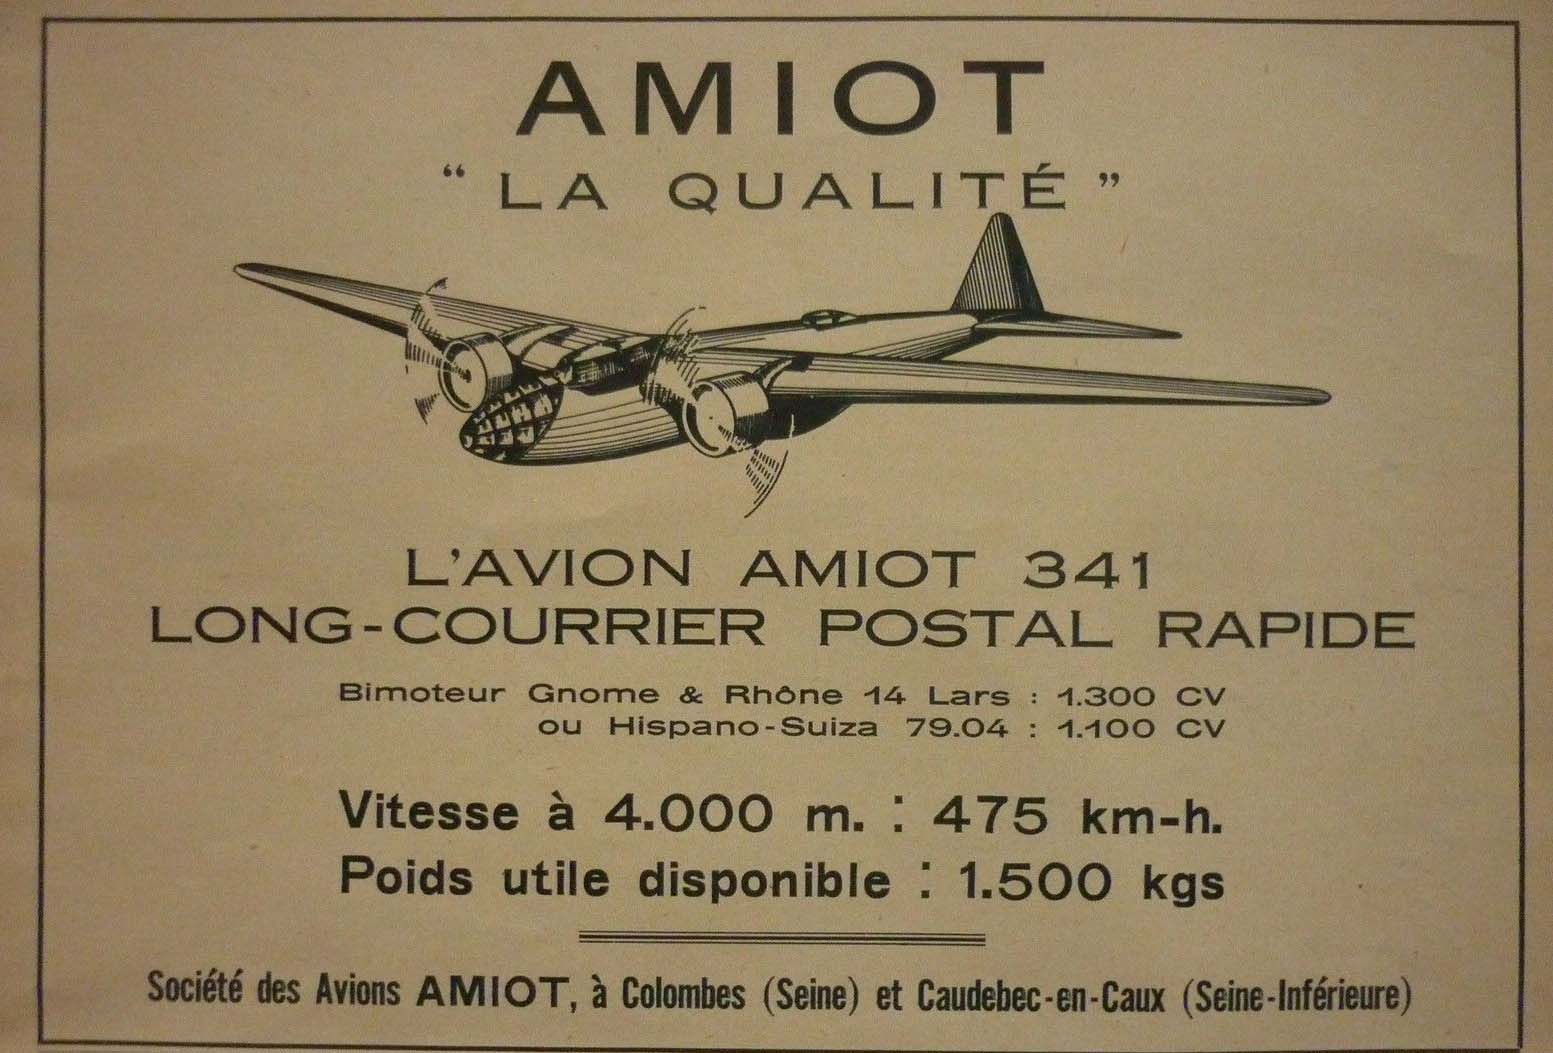 AMIOT
“ LA QUALITÉ ”
L'AVION AMIOT 341
LONG-COURRIER POSTAL RAPIDE
Bimoteur Gnome & Rhône 14 Lars : 1.300 CV
ou Hispano-Suiza 79.04 : 1.100 CV
Vitesse à 4.000 m. : 475 km-h.
Poids utile disponible : 1.500 kgs
Société des Avions AMIOT, à Colombes (Seine) et Caudebec-en-Caux (Seine-Inférieure)